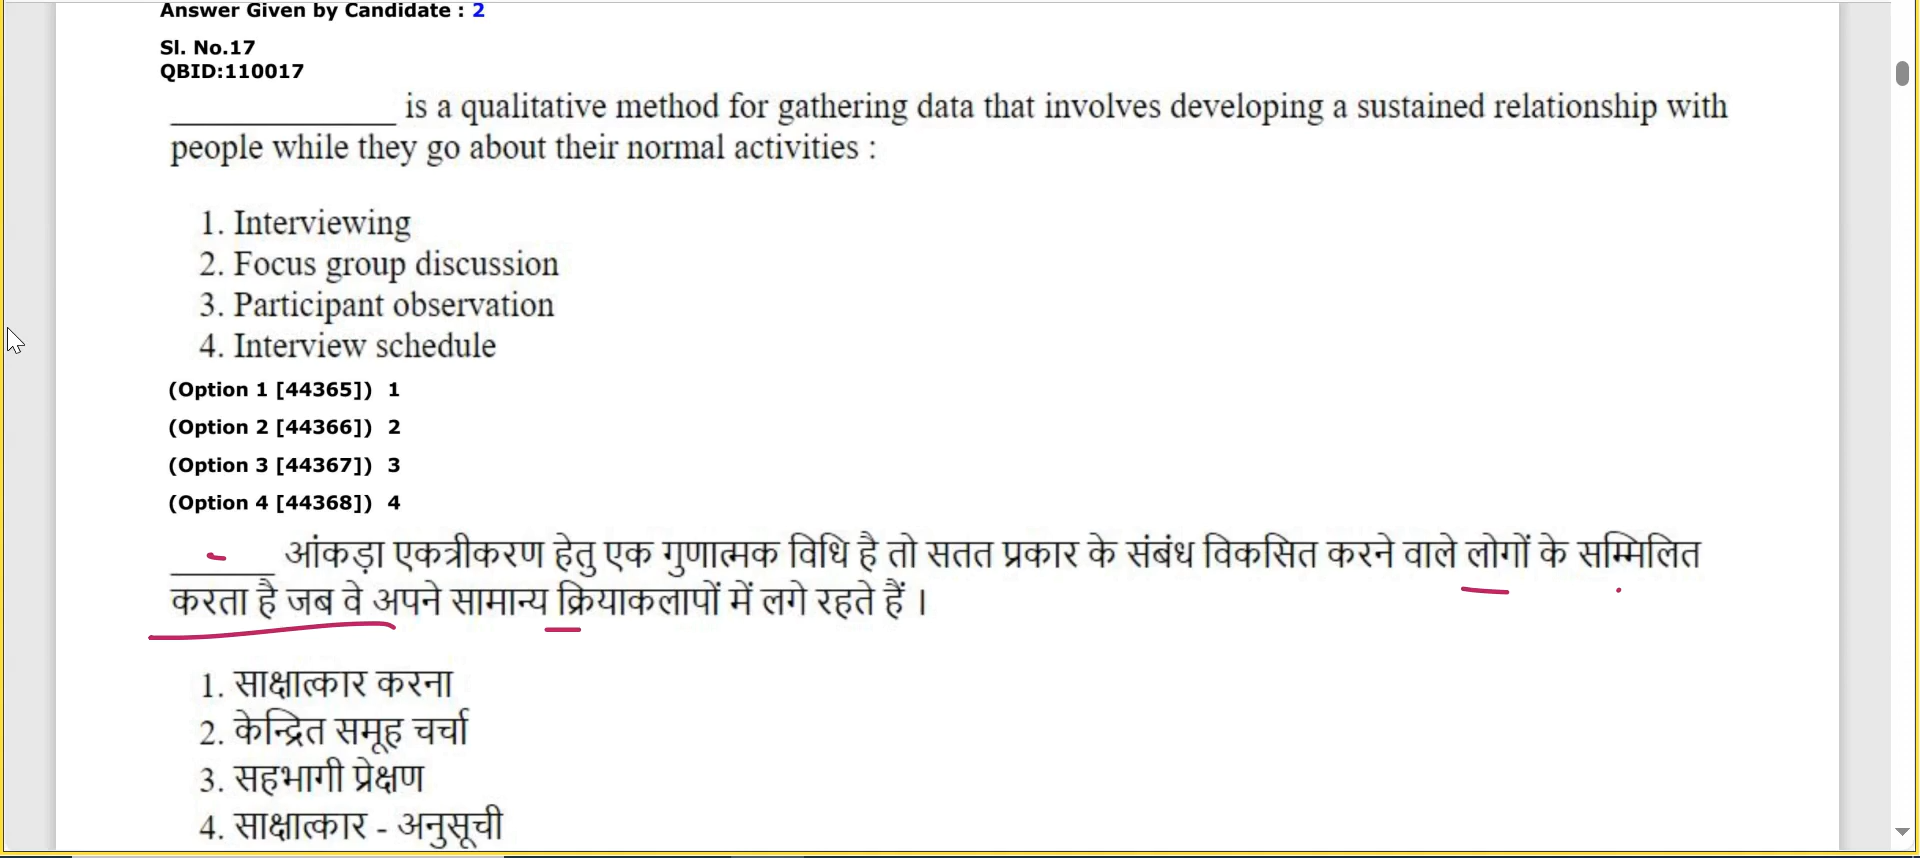 Answer Given by Candidate : 2
Sl. No.17
QBID:110017
______________ is a qualitative method for gathering data that involves developing a sustained relationship with
people while they go about their normal activities :
1. Interviewing
2. Focus group discussion
3. Participant observation
4. Interview schedule
(Option 1 [44365]) 1
(Option 2 [44366]) 2
(Option 3 [44367]) 3
(Option 4 [44368]) 4
_______ आंकड़ा एकत्रीकरण हेतु एक गुणात्मक विधि है तो सतत प्रकार के संबंध विकसित करने वाले लोगों के सम्मिलित
करता है जब वे अपने सामान्य क्रियाकलापों में लगे रहते हैं ।
1. साक्षात्कार करना
2. केन्द्रित समूह चर्चा
3. सहभागी प्रेक्षण
4. साक्षात्कार - अनुसूची